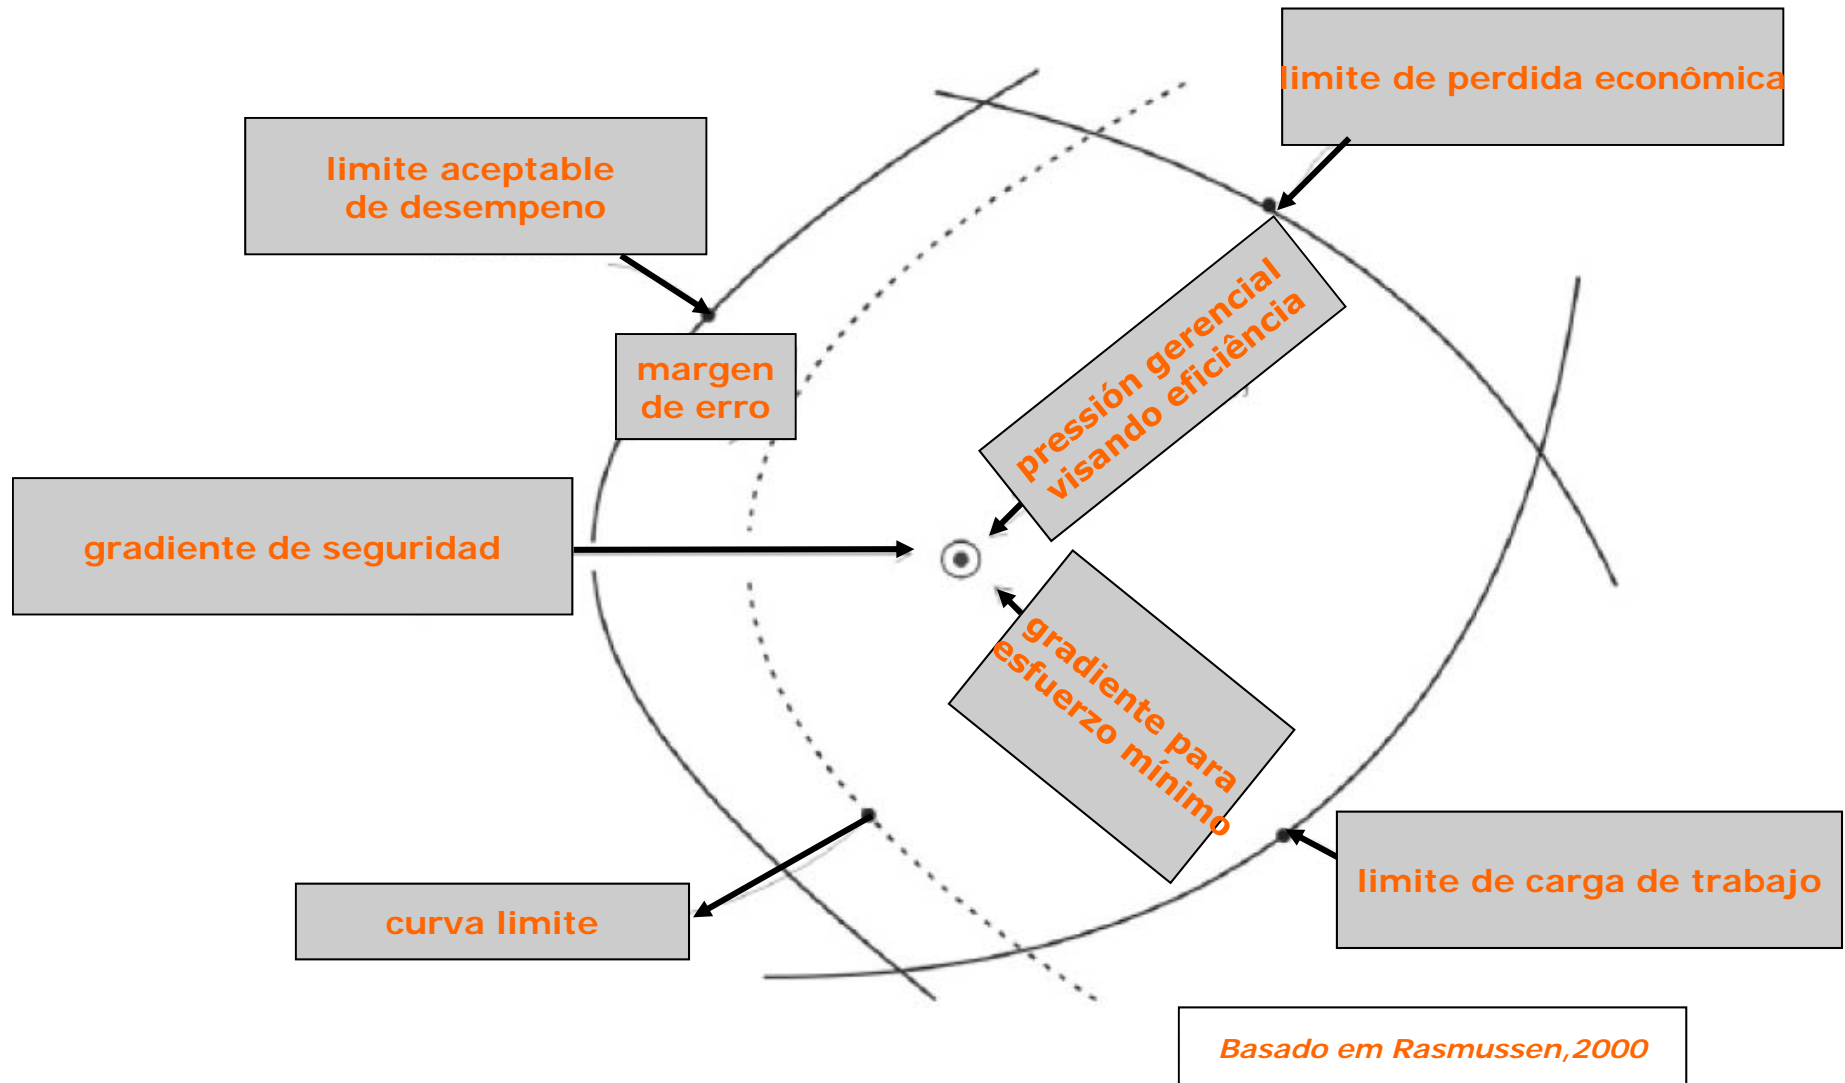 limite de perdida econômica
limite aceptable
de desempeno
pressión gerencial
visando eficiência
margen
de erro
gradiente de seguridad
gradiente para
esfuerzo mínimo
limite de carga de trabajo
curva limite
Basado em Rasmussen,2000